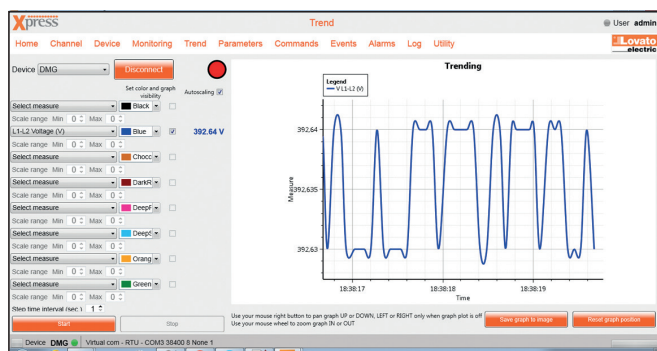 Xpress
Trend
User admin
Home Channel Device Monitoring Trend Parameters Commands Events Alarms Log Utility
Lovato
electric
Device DMG Disconnect
Set color and graph
visibility
Autoscaling
Select measure Black
Scale range Min 0 Max 0
L1-L2 Voltage (V) Blue 392.64 V
Scale range Min 0 Max 0
Select measure Chocc
Scale range Min 0 Max 0
Select measure DarkR
Scale range Min 0 Max 0
Select measure DeepF
Scale range Min 0 Max 0
Select measure DeepS
Scale range Min 0 Max 0
Select measure Orang
Scale range Min 0 Max 0
Select measure Green
Scale range Min 0 Max 0
Step time interval (sec.) 1
Start Stop
Trending
Legend
V L1-L2 (V)
392.64
392.635
392.63
Measure
18:38:17 18:38:18 18:38:19
Time
Use your mouse right button to pan graph UP or DOWN, LEFT or RIGHT only when graph plot is off
Use your mouse wheel to zoom graph IN or OUT
Save graph to image
Reset graph position
Device DMG Virtual com - RTU - COM3 38400 8 None 1